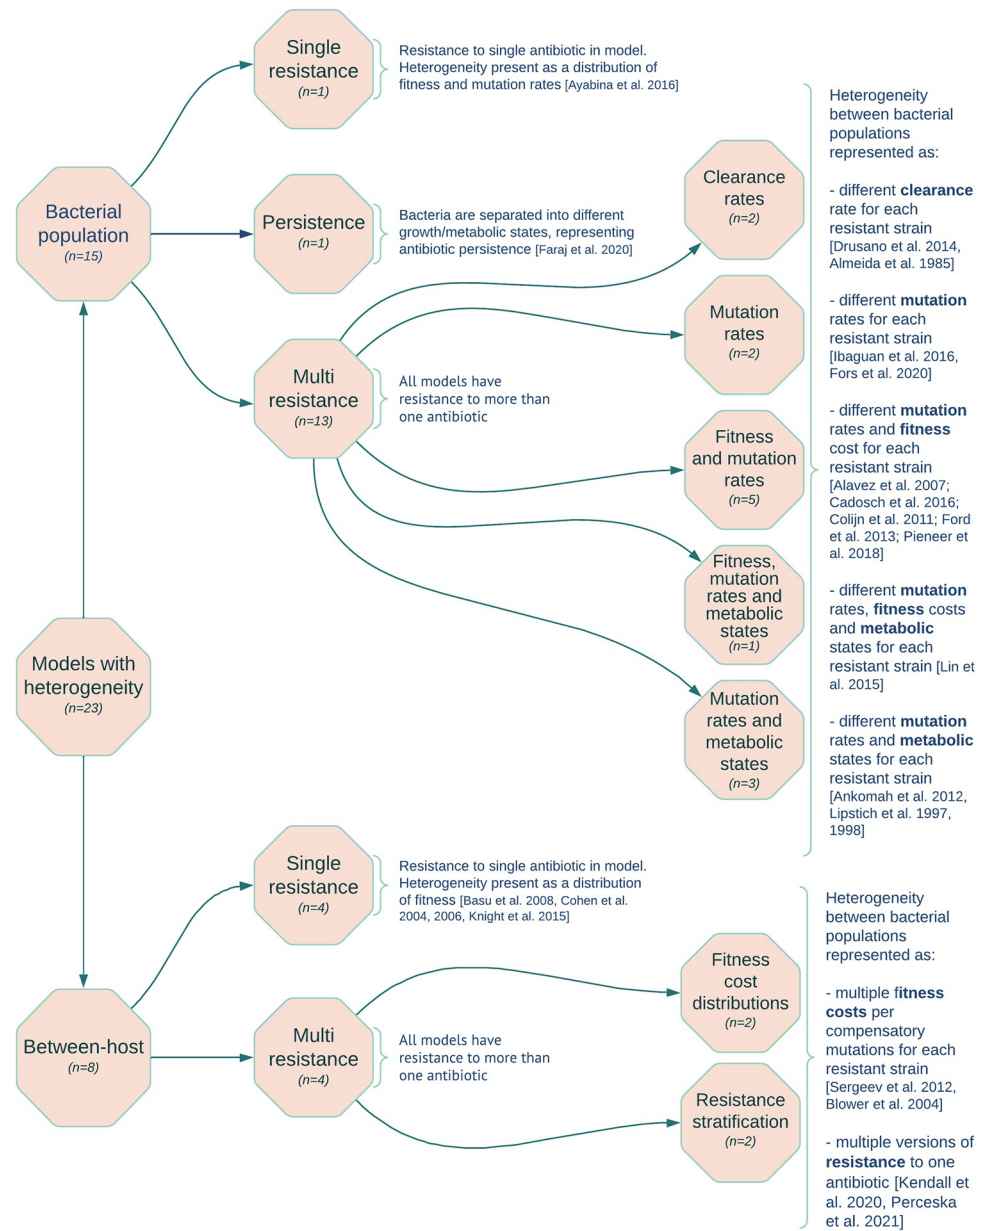 Single
resistance
(n=1)
Resistance to single antibiotic in model.
Heterogeneity present as a distribution of
fitness and mutation rates [Ayabina et al. 2016]
Bacterial
population
(n=15)
Persistence
(n=1)
Bacteria are separated into different
growth/metabolic states, representing
antibiotic persistence [Faraj et al. 2020]
Multi
resistance
(n=13)
All models have
resistance to more than
one antibiotic
Clearance
rates
(n=2)
Mutation
rates
(n=2)
Fitness
and mutation
rates
(n=5)
Fitness,
mutation
rates and
metabolic
states
(n=1)
Mutation
rates and
metabolic
states
(n=3)
Heterogeneity
between bacterial
populations
represented as:
- different clearance
rate for each
resistant strain
[Drusano et al. 2014,
Almeida et al. 1985]
- different mutation
rates for each
resistant strain
[Ibaguan et al. 2016,
Fors et al. 2020]
- different mutation
rates and fitness
cost for each
resistant strain
[Alavez et al. 2007;
Cadosch et al. 2016;
Colijn et al. 2011; Ford
et al. 2013; Pieneer et
al. 2018]
- different mutation
rates, fitness costs
and metabolic
states for each
resistant strain [Lin et
al. 2015]
- different mutation
rates and metabolic
states for each
resistant strain
[Ankomah et al. 2012,
Lipstich et al. 1997,
1998]
Models with
heterogeneity
(n=23)
Single
resistance
(n=4)
Resistance to single antibiotic in model.
Heterogeneity present as a distribution
of fitness [Basu et al. 2008, Cohen et al.
2004, 2006, Knight et al. 2015]
Between-host
(n=8)
Multi
resistance
(n=4)
All models have
resistance to more than
one antibiotic
Fitness
cost
distributions
(n=2)
Resistance
stratification
(n=2)
Heterogeneity
between bacterial
populations
represented as:
- multiple fitness
costs per
compensatory
mutations for each
resistant strain
[Sergeev et al. 2012,
Blower et al. 2004]
- multiple versions of
resistance to one
antibiotic [Kendall et
al. 2020, Perceska
et al. 2021]